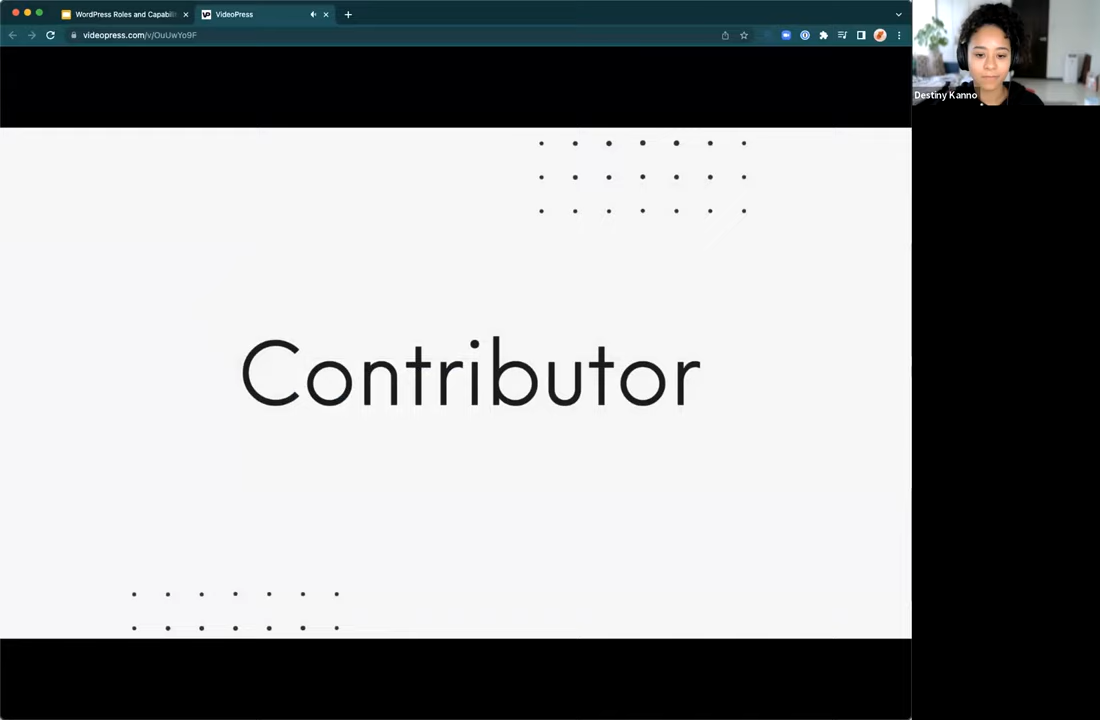 WordPress Roles and Capabili
VideoPress
videopress.com/v/OuUwYo9F
Destiny Kanno
Contributor